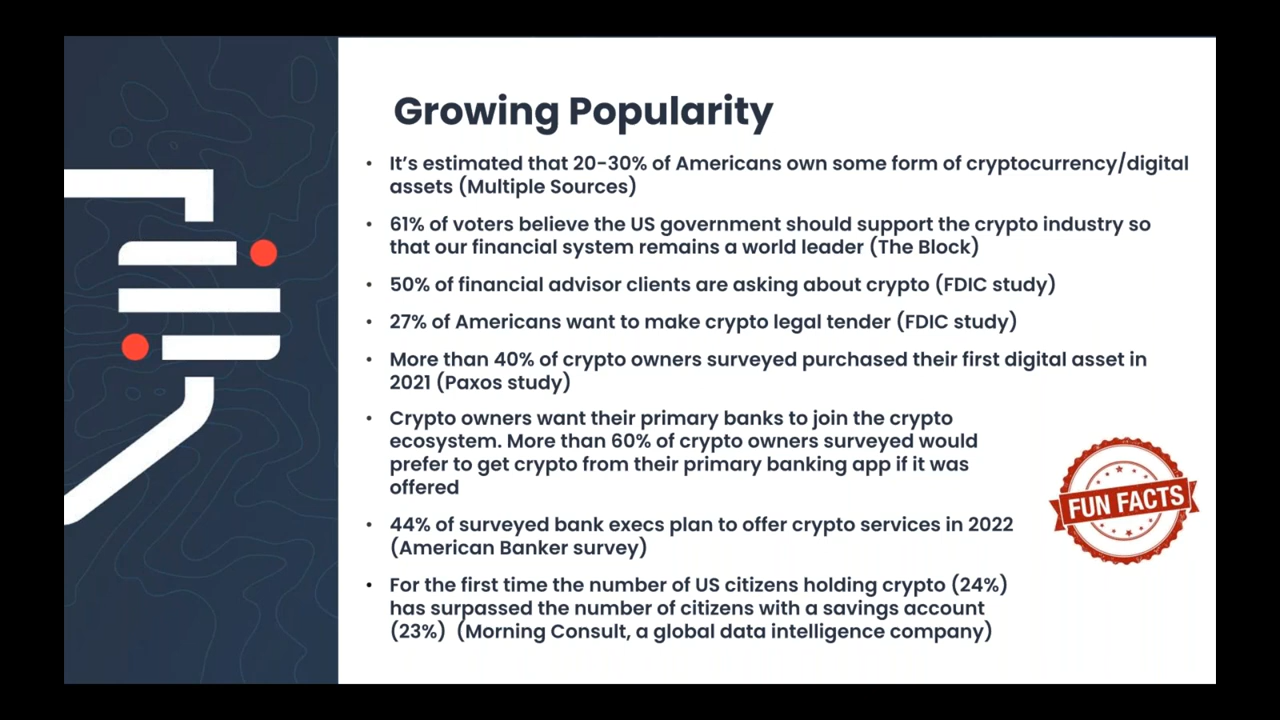 Growing Popularity
• It's estimated that 20-30% of Americans own some form of cryptocurrency/digital
assets (Multiple Sources)
• 61% of voters believe the US government should support the crypto industry so
that our financial system remains a world leader (The Block)
• 50% of financial advisor clients are asking about crypto (FDIC study)
• 27% of Americans want to make crypto legal tender (FDIC study)
• More than 40% of crypto owners surveyed purchased their first digital asset in
2021 (Paxos study)
• Crypto owners want their primary banks to join the crypto
ecosystem. More than 60% of crypto owners surveyed would
prefer to get crypto from their primary banking app if it was
offered
• 44% of surveyed bank execs plan to offer crypto services in 2022
(American Banker survey)
• For the first time the number of US citizens holding crypto (24%)
has surpassed the number of citizens with a savings account
(23%) (Morning Consult, a global data intelligence company)
FUN FACTS